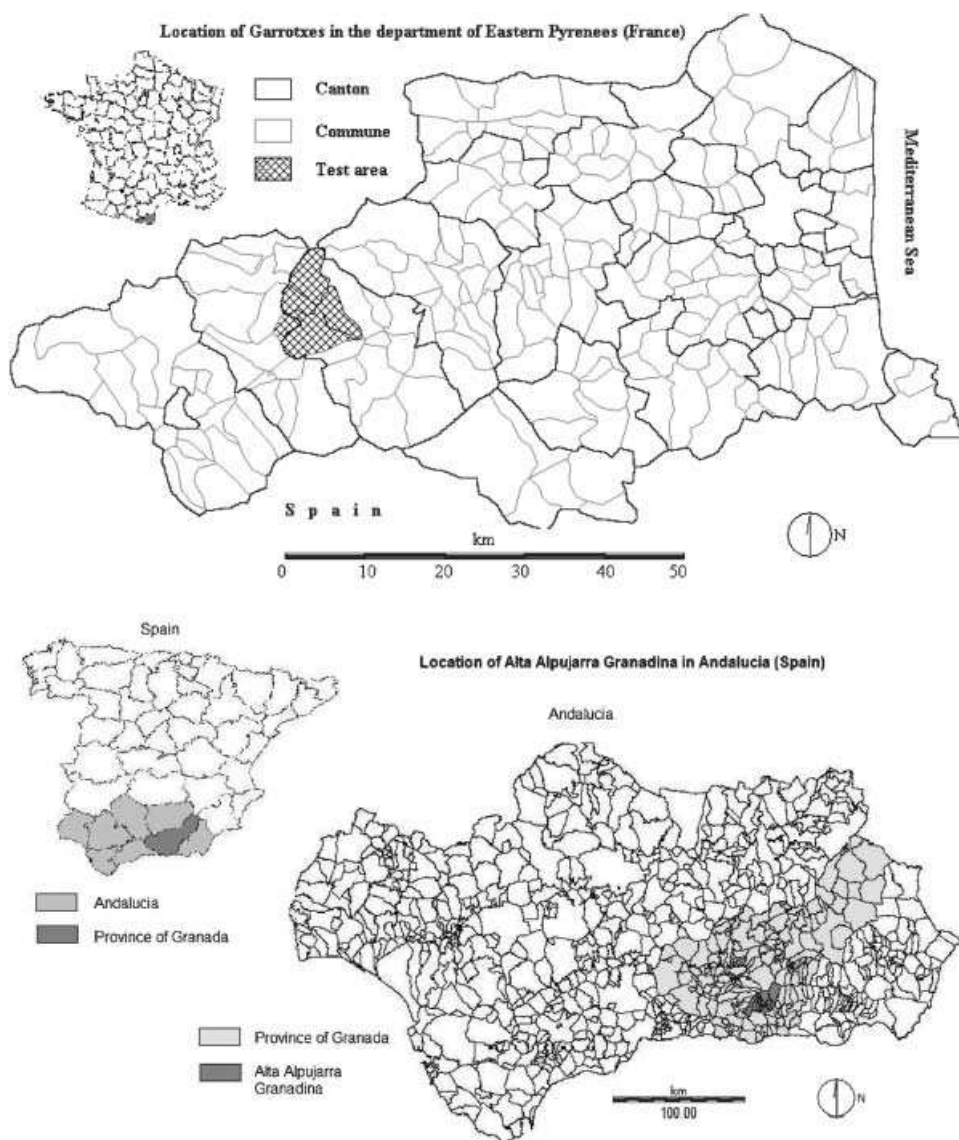 Location of Garrotxes in the department of Eastern Pyrenees (France)
Canton
Commune
Test area
Mediterranean Sea
Spain
km
0 10 20 30 40 50
N
Spain
Location of Alta Alpujarra Granadina in Andalucia (Spain)
Andalucia
Andalucia
Province of Granada
Province of Granada
Alta Alpujarra
Granadina
km
100.00
N